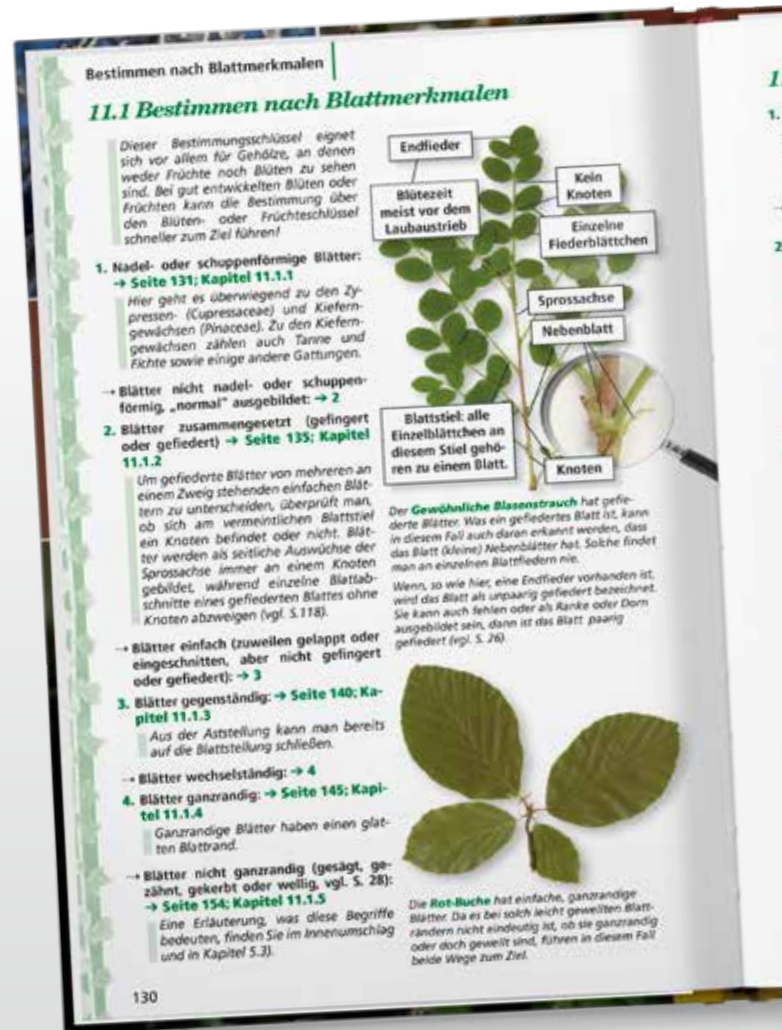 Bestimmen nach Blattmerkmalen
11.1 Bestimmen nach Blattmerkmalen
Dieser Bestimmungsschlüssel eignet
sich vor allem für Gehölze, an denen
weder Früchte noch Blüten zu sehen
sind. Bei gut entwickelten Blüten oder
Früchten kann die Bestimmung über
den Blüten- oder Früchteschlüssel
schneller zum Ziel führen!
1. Nadel- oder schuppenförmige Blätter:
➔ Seite 131; Kapitel 11.1.1
Hier geht es überwiegend zu den Zy-
pressen- (Cupressaceae) und Kiefern-
gewächsen (Pinaceae). Zu den Kiefern-
gewächsen zählen auch Tanne und
Fichte sowie einige andere Gattungen.
→ Blätter nicht nadel- oder schuppen-
förmig, „normal" ausgebildet: ➔ 2
2. Blätter zusammengesetzt (gefingert
oder gefiedert) ➔ Seite 135; Kapitel
11.1.2
Um gefiederte Blätter von mehreren an
einem Zweig stehenden einfachen Blät-
tern zu unterscheiden, überprüft man,
ob sich am vermeintlichen Blattstiel
ein Knoten befindet oder nicht. Blät-
ter werden als seitliche Auswüchse der
Sprossachse immer an einem Knoten
gebildet, während einzelne Blattab-
schnitte eines gefiederten Blattes ohne
Knoten abzweigen (vgl. S.118).
→ Blätter einfach (zuweilen gelappt oder
eingeschnitten, aber nicht gefingert
oder gefiedert): ➔ 3
3. Blätter gegenständig: ➔ Seite 140; Ka-
pitel 11.1.3
Aus der Aststellung kann man bereits
auf die Blattstellung schließen.
→ Blätter wechselständig: ➔ 4
4. Blätter ganzrandig: ➔ Seite 145; Kapi-
tel 11.1.4
Ganzrandige Blätter haben einen glat-
ten Blattrand.
→ Blätter nicht ganzrandig (gesägt, ge-
zähnt, gekerbt oder wellig, vgl. S. 28):
➔ Seite 154; Kapitel 11.1.5
Eine Erläuterung, was diese Begriffe
bedeuten, finden Sie im Innenumschlag
und in Kapitel 5.3).
130
Endfieder
Blütezeit
meist vor dem
Laubaustrieb
Kein
Knoten
Einzelne
Fiederblättchen
Sprossachse
Nebenblatt
Blattstiel: alle
Einzelblättchen an
diesem Stiel gehö-
ren zu einem Blatt.
Knoten
Der Gewöhnliche Blasenstrauch hat gefie-
derte Blätter. Was ein gefiedertes Blatt ist, kann
in diesem Fall auch daran erkannt werden, dass
das Blatt (kleine) Nebenblätter hat. Solche findet
man an einzelnen Blattfiedern nie.
Wenn, so wie hier, eine Endfieder vorhanden ist,
wird das Blatt als unpaarig gefiedert bezeichnet.
Sie kann auch fehlen oder als Ranke oder Dorn
ausgebildet sein, dann ist das Blatt paarig
gefiedert (vgl. S. 26).
Die Rot-Buche hat einfache, ganzrandige
Blätter. Da es bei solch leicht gewellten Blatt-
rändern nicht eindeutig ist, ob sie ganzrandig
oder doch gewellt sind, führen in diesem Fall
beide Wege zum Ziel.
1.
2